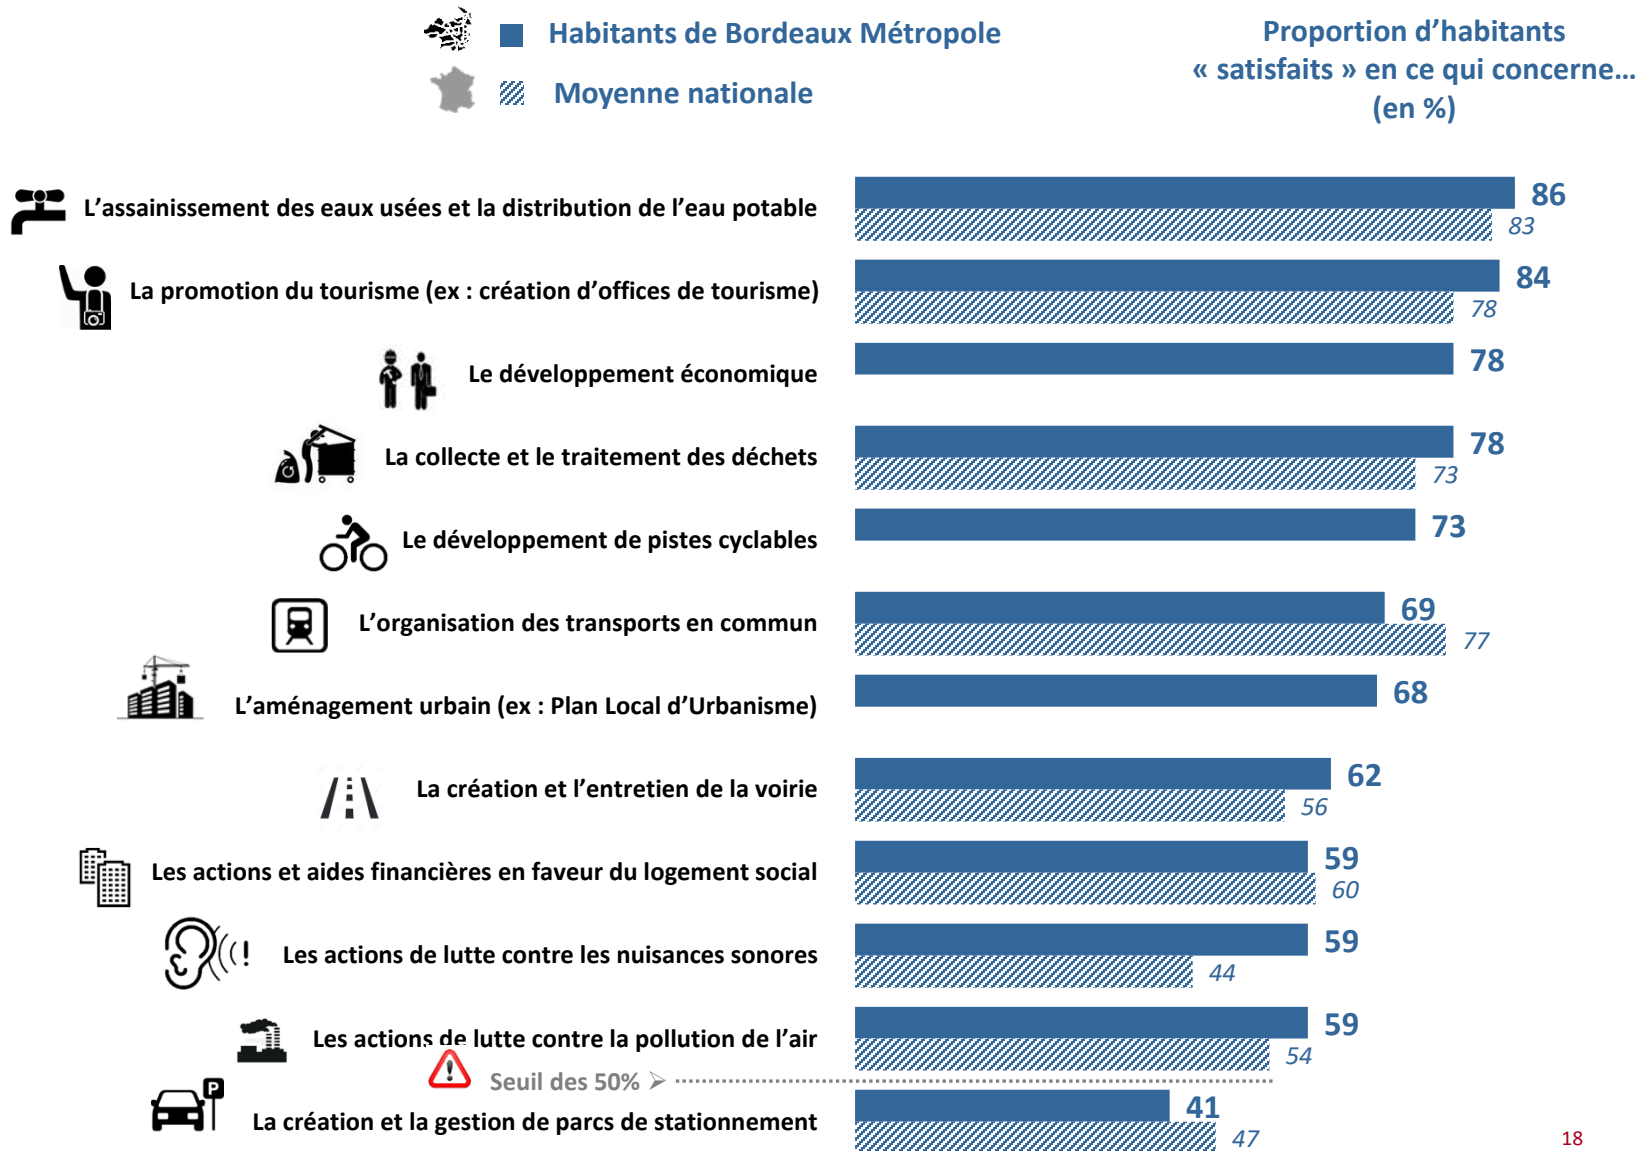 Habitants de Bordeaux Métropole
Moyenne nationale
Proportion d’habitants
« satisfaits » en ce qui concerne…
(en %)
L’assainissement des eaux usées et la distribution de l’eau potable
86
83
La promotion du tourisme (ex : création d’offices de tourisme)
84
78
Le développement économique
78
La collecte et le traitement des déchets
78
73
Le développement de pistes cyclables
73
L’organisation des transports en commun
69
77
L’aménagement urbain (ex : Plan Local d’Urbanisme)
68
La création et l’entretien de la voirie
62
56
Les actions et aides financières en faveur du logement social
59
60
Les actions de lutte contre les nuisances sonores
59
44
Les actions de lutte contre la pollution de l’air
59
54
Seuil des 50% ➢
P
La création et la gestion de parcs de stationnement
41
47
18